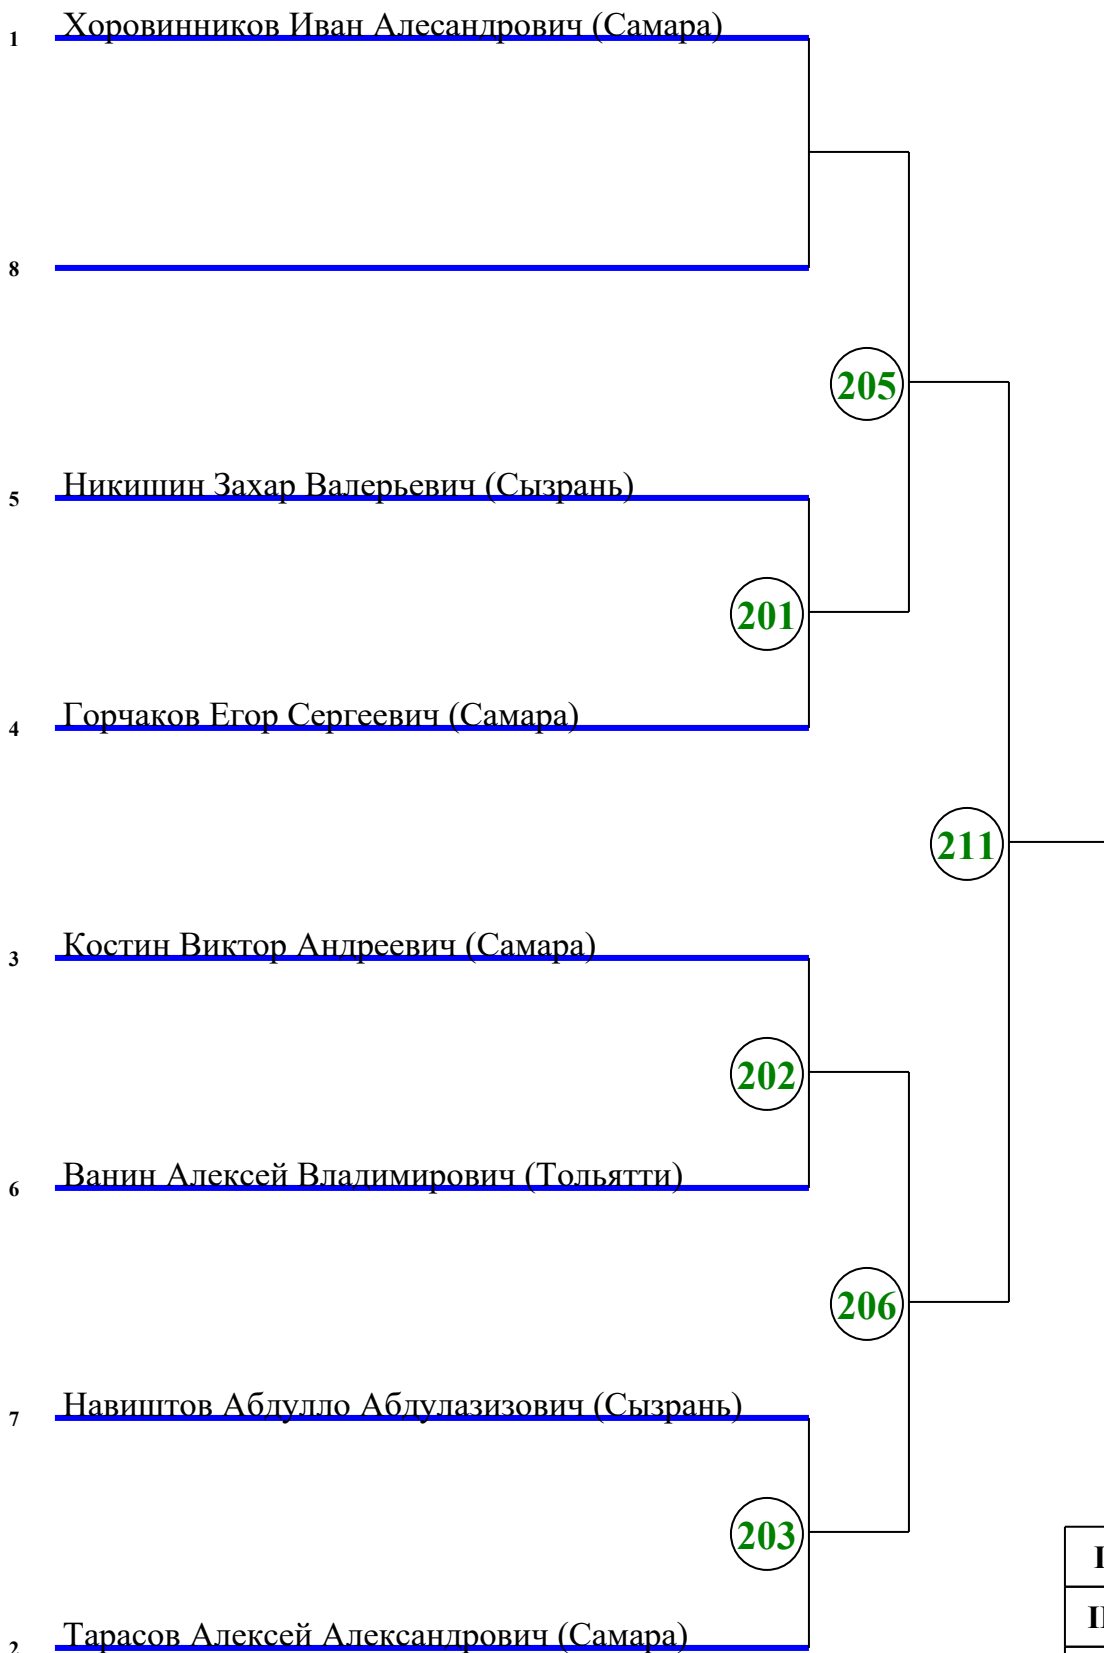 Хоровинников Иван Алесандрович (Самара)
1
8
205
Никишин Захар Валерьевич (Сызрань)
5
201
Горчаков Егор Сергеевич (Самара)
4
211
Костин Виктор Андреевич (Самара)
3
202
Ванин Алексей Владимирович (Тольятти)
6
206
Навиштов Абдулло Абдулазизович (Сызрань)
7
203
I
II
Тарасов Алексей Александрович (Самара)
2